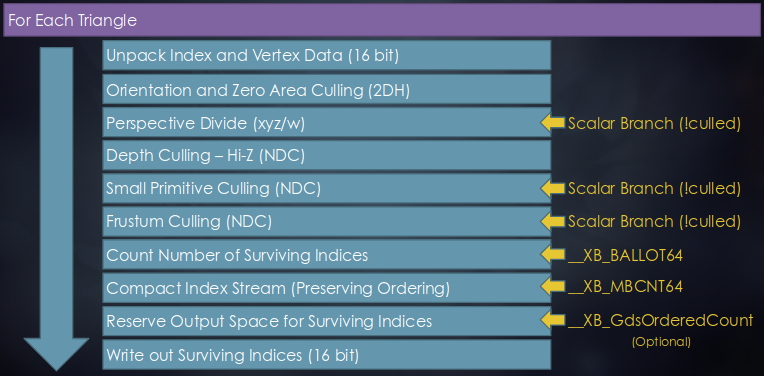 For Each Triangle
Unpack Index and Vertex Data (16 bit)
Orientation and Zero Area Culling (2DH)
Perspective Divide (xyz/w)
Scalar Branch (!culled)
Depth Culling – Hi-Z (NDC)
Small Primitive Culling (NDC)
Scalar Branch (!culled)
Frustum Culling (NDC)
Scalar Branch (!culled)
Count Number of Surviving Indices
__XB_BALLOT64
Compact Index Stream (Preserving Ordering)
__XB_MBCNT64
Reserve Output Space for Surviving Indices
__XB_GdsOrderedCount
(Optional)
Write out Surviving Indices (16 bit)